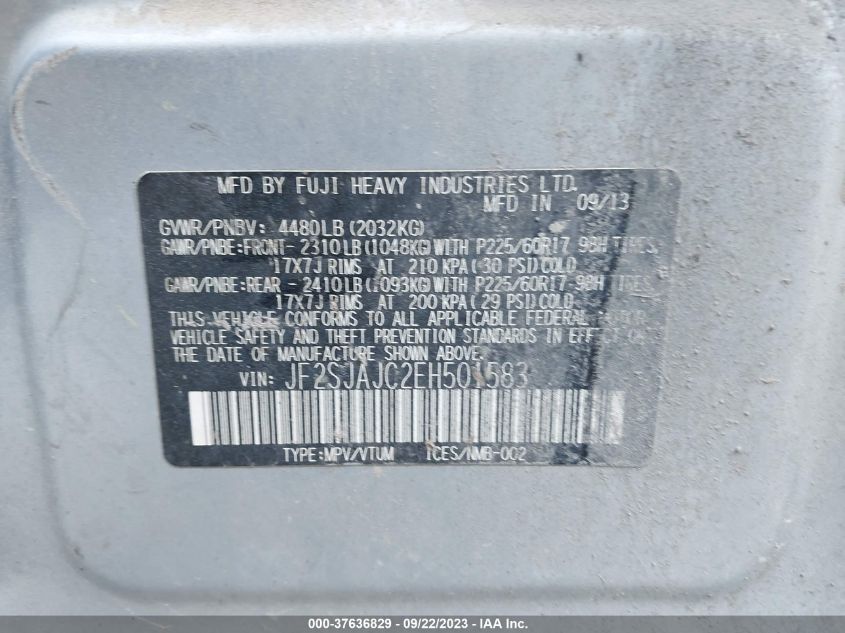 MFD BY FUJI HEAVY INDUSTRIES LTD.
MFD IN 09/13
GVWR/PNBV: 4480LB (2032KG)
GAWR/PNBE:FRONT- 2310LB (1048KG) WITH P225/60R17 98H TIRES,
17X7J RIMS AT 210 KPA (30 PSI) COLD
GAWR/PNBE:REAR - 2410LB (1093KG) WITH P225/60R17 98H TIRES,
17X7J RIMS AT 200 KPA (29 PSI) COLD
THIS VEHICLE CONFORMS TO ALL APPLICABLE FEDERAL MOTOR
VEHICLE SAFETY AND THEFT PREVENTION STANDARDS IN EFFECT ON
THE DATE OF MANUFACTURE SHOWN ABOVE.
VIN: JF2SJAJC2EH501583
TYPE:MPV/VTUM ICES/NMB-002
000-37636829 - 09/22/2023 - IAA Inc.